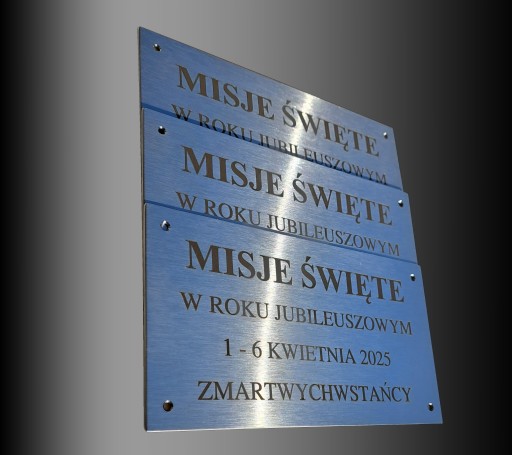 MISJE ŚWIĘTE
W ROKU JUBILEUSZOWYM
MISJE ŚWIĘTE
W ROKU JUBILEUSZOWYM
MISJE ŚWIĘTE
W ROKU JUBILEUSZOWYM
1 - 6 KWIETNIA 2025
ZMARTWYCHWSTAŃCY